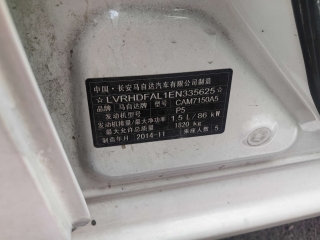 中国·长安马自达汽车有限公司制造
☆LVRHDFAL1EN335625☆
品牌 马自达牌 型号 CAM7150A5
发动机型号 P5
发动机排量/最大净功率 1.5 L/86 kW
最大允许总质量 1820 kg
制造年月 2014-11 乘坐人数 5